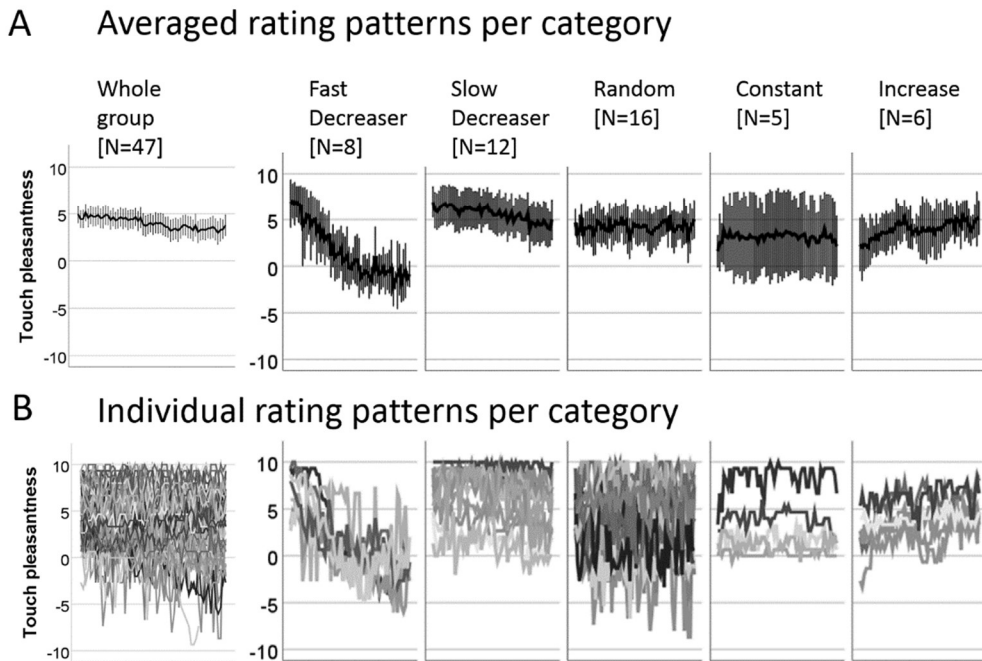 A Averaged rating patterns per category
Whole group [N=47]
Fast Decreaser [N=8]
Slow Decreaser [N=12]
Random [N=16]
Constant [N=5]
Increase [N=6]
Touch pleasantness
10
5
0
-5
-10
10
5
0
-5
-10
B Individual rating patterns per category
Touch pleasantness
10
5
0
-5
-10
10
5
0
-5
-10